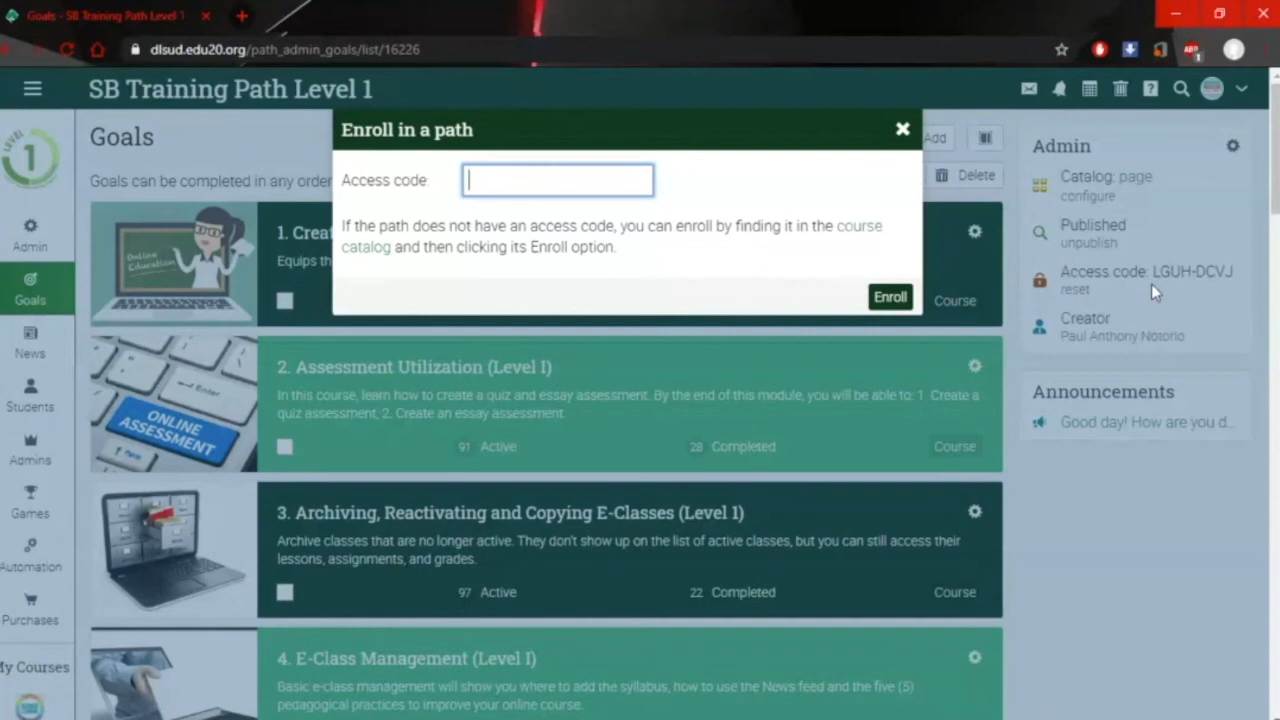 Goals - SB Training Path Level 1
dlsud.edu20.org/path_admin_goals/list/16226
SB Training Path Level 1
LEVEL
1
Admin
Goals
News
Students
Admins
Games
Automation
Purchases
My Courses
Goals
Goals can be completed in any order
Add
Delete
Enroll in a path
Access code
If the path does not have an access code, you can enroll by finding it in the course
catalog and then clicking its Enroll option.
Enroll
Online
Education
1. Creat
Equips th
Course
Enter
ONLINE
ASSESSMENT
2. Assessment Utilization (Level I)
In this course, learn how to create a quiz and essay assessment. By the end of this module, you will be able to: 1. Create a
quiz assessment, 2. Create an essay assessment.
91 Active
28 Completed
Course
3. Archiving, Reactivating and Copying E-Classes (Level 1)
Archive classes that are no longer active. They don't show up on the list of active classes, but you can still access their
lessons, assignments, and grades.
97 Active
22 Completed
Course
4. E-Class Management (Level I)
Basic e-class management will show you where to add the syllabus, how to use the News feed and the five (5)
pedagogical practices to improve your online course.
Admin
Catalog: page
configure
Published
unpublish
Access code: LGUH-DCVJ
reset
Creator
Paul Anthony Notorio
Announcements
Good day! How are you d...